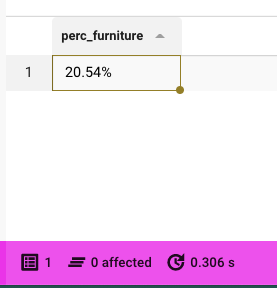 perc_furniture
1 20.54%
1 0 affected 0.306 s